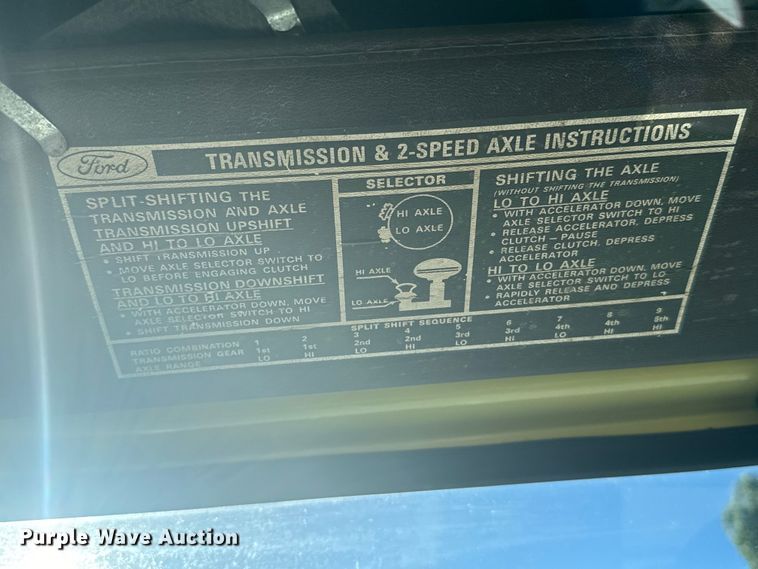 Ford
TRANSMISSION & 2-SPEED AXLE INSTRUCTIONS
SPLIT-SHIFTING THE
TRANSMISSION AND AXLE
TRANSMISSION UPSHIFT
AND HI TO LO AXLE
• SHIFT TRANSMISSION UP
• MOVE AXLE SELECTOR SWITCH TO
LO BEFORE ENGAGING CLUTCH
TRANSMISSION DOWNSHIFT
AND LO TO HI AXLE
• WITH ACCELERATOR DOWN, MOVE
AXLE SELECTOR SWITCH TO HI
• SHIFT TRANSMISSION DOWN
SELECTOR
HI AXLE
LO AXLE
HI AXLE
LO AXLE
SHIFTING THE AXLE
(WITHOUT SHIFTING THE TRANSMISSION)
LO TO HI AXLE
• WITH ACCELERATOR DOWN, MOVE
AXLE SELECTOR SWITCH TO HI
• RELEASE ACCELERATOR, DEPRESS
CLUTCH – PAUSE
• RELEASE CLUTCH, DEPRESS
ACCELERATOR
HI TO LO AXLE
• WITH ACCELERATOR DOWN, MOVE
AXLE SELECTOR SWITCH TO LO
• RAPIDLY RELEASE AND DEPRESS
ACCELERATOR
SPLIT SHIFT SEQUENCE
RATIO COMBINATION 1 2 3 4 5 6 7 8 9
TRANSMISSION GEAR 1st 1st 2nd 2nd 3rd 3rd 4th 4th 5th
AXLE RANGE LO HI LO HI LO HI LO HI HI
Purple Wave Auction